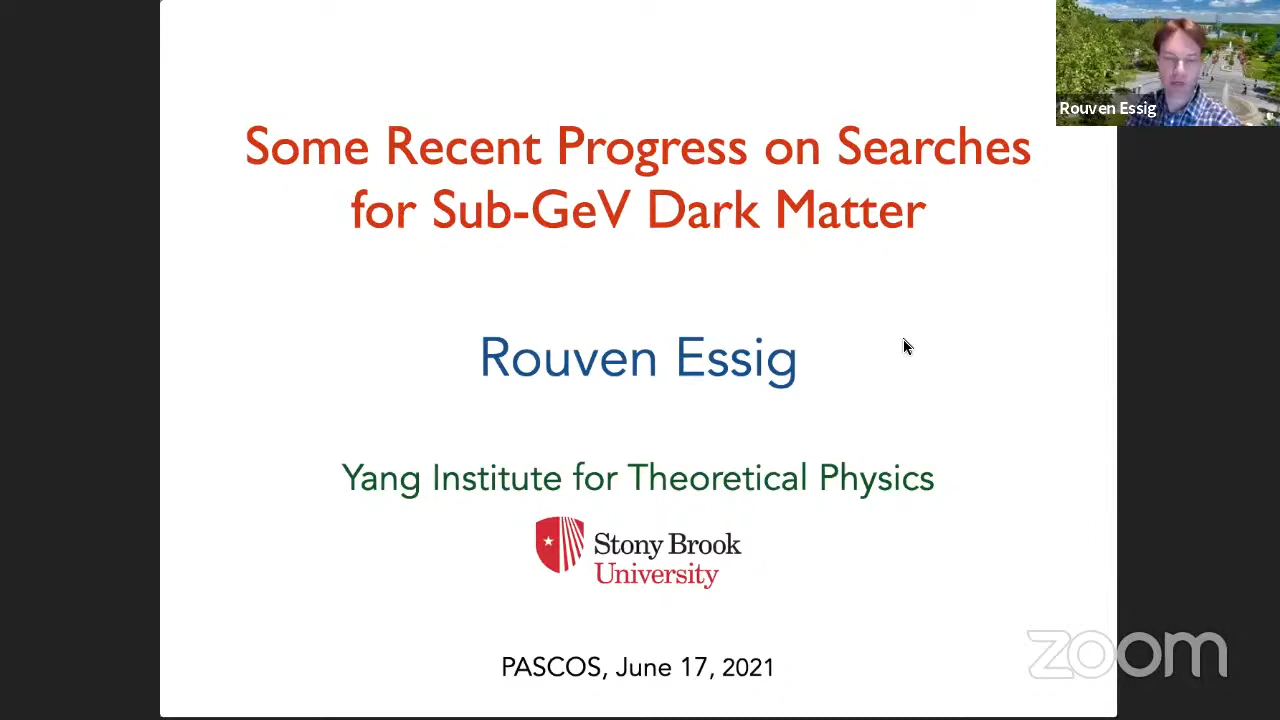 Some Recent Progress on Searches
for Sub-GeV Dark Matter
Rouven Essig
Rouven Essig
Yang Institute for Theoretical Physics
Stony Brook
University
PASCOS, June 17, 2021
zoom